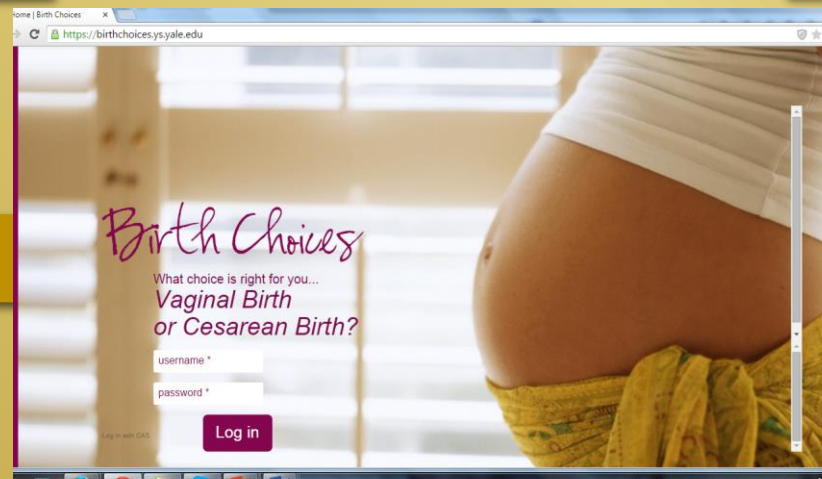 Home | Birth Choices
https://birthchoices.ys.yale.edu
Birth Choices
What choice is right for you...
Vaginal Birth
or Cesarean Birth?
username *
password *
Log in with CAS
Log in